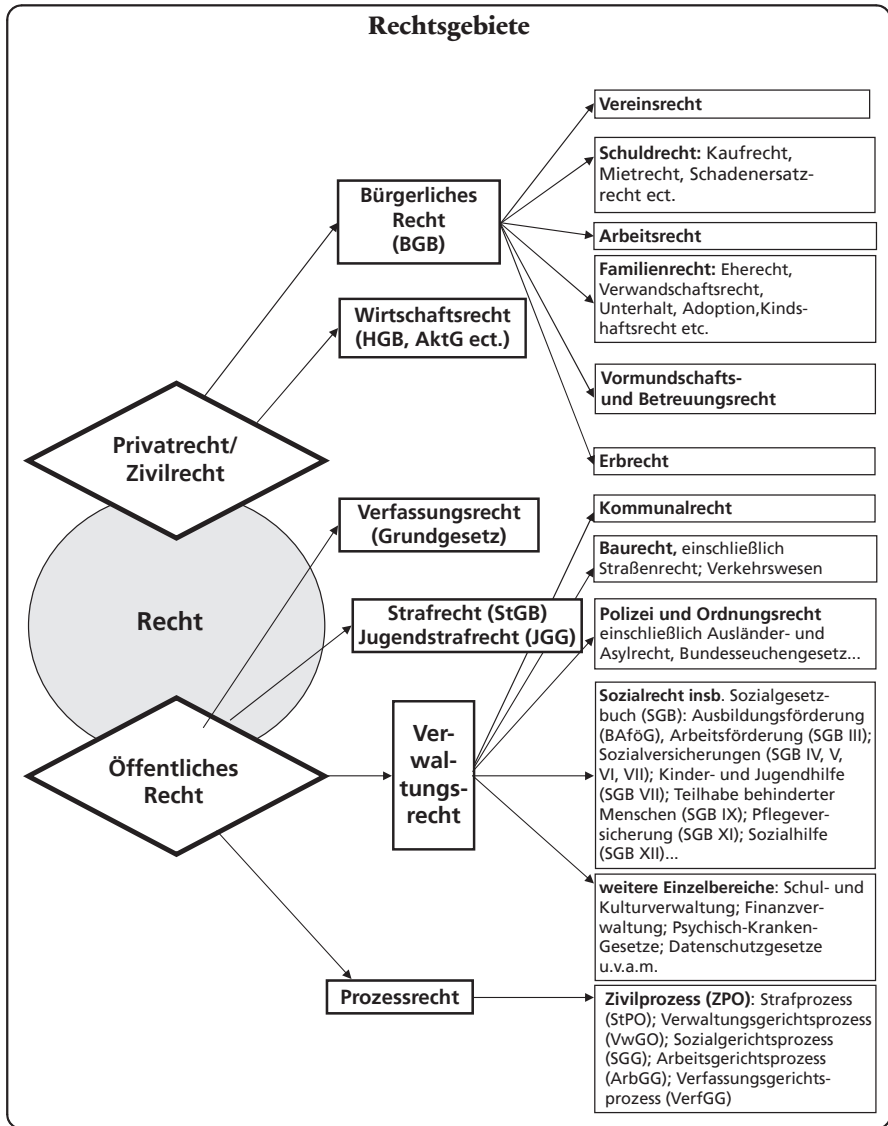 Rechtsgebiete
Vereinsrecht
Schuldrecht: Kaufrecht,
Mietrecht, Schadenersatz-
recht ect.
Bürgerliches
Recht
(BGB)
Arbeitsrecht
Familienrecht: Eherecht,
Verwandschaftsrecht,
Unterhalt, Adoption,Kinds-
haftsrecht etc.
Wirtschaftsrecht
(HGB, AktG ect.)
Vormundschafts-
und Betreuungsrecht
Privatrecht/
Zivilrecht
Erbrecht
Verfassungsrecht
(Grundgesetz)
Kommunalrecht
Baurecht, einschließlich
Straßenrecht; Verkehrswesen
Recht
Strafrecht (StGB)
Jugendstrafrecht (JGG)
Polizei und Ordnungsrecht
einschließlich Ausländer- und
Asylrecht, Bundesseuchengesetz...
Öffentliches
Recht
Ver-
wal-
tungs-
recht
Sozialrecht insb. Sozialgesetz-
buch (SGB): Ausbildungsförderung
(BAföG), Arbeitsförderung (SGB III);
Sozialversicherungen (SGB IV, V,
VI, VII); Kinder- und Jugendhilfe
(SGB VII); Teilhabe behinderter
Menschen (SGB IX); Pflegever-
sicherung (SGB XI); Sozialhilfe
(SGB XII)...
weitere Einzelbereiche: Schul- und
Kulturverwaltung; Finanzver-
waltung; Psychisch-Kranken-
Gesetze; Datenschutzgesetze
u.v.a.m.
Prozessrecht
Zivilprozess (ZPO): Strafprozess
(StPO); Verwaltungsgerichtsprozess
(VwGO); Sozialgerichtsprozess
(SGG); Arbeitsgerichtsprozess
(ArbGG); Verfassungsgerichts-
prozess (VerfGG)